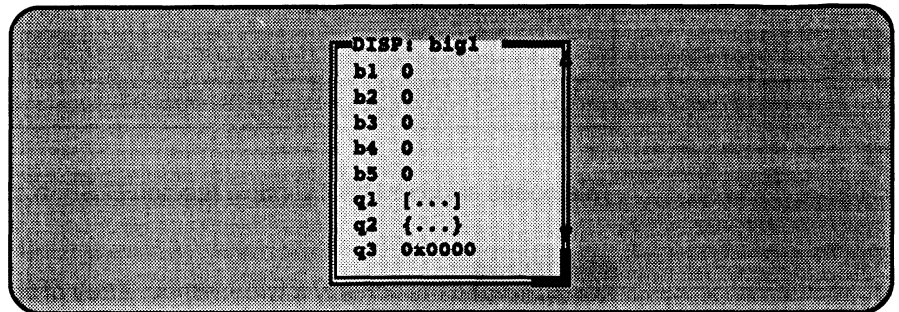 DISP: big1
b1 0
b2 0
b3 0
b4 0
b5 0
q1 [...]
q2 {...}
q3 0x0000